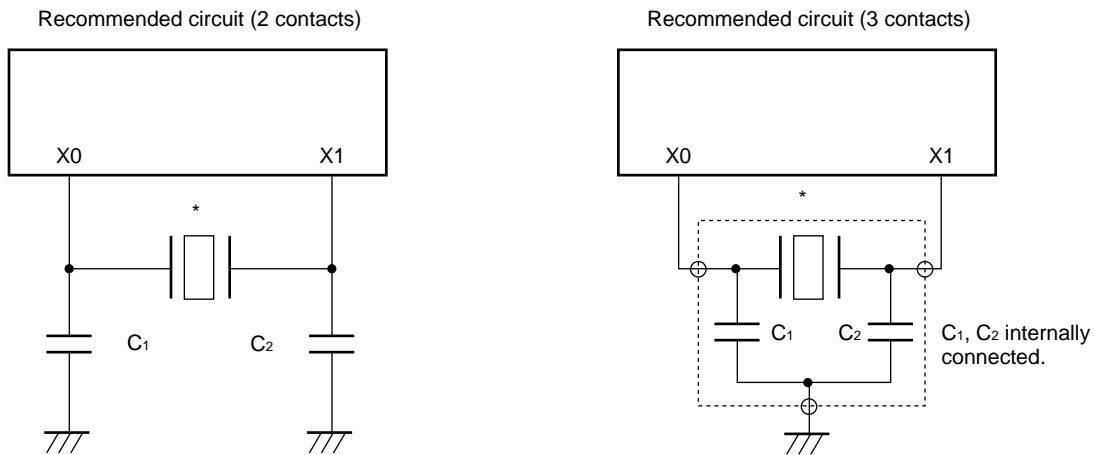 Recommended circuit (2 contacts)
X0 X1
*
C1 C2
Recommended circuit (3 contacts)
X0 X1
*
C1 C2
C1, C2 internally
connected.